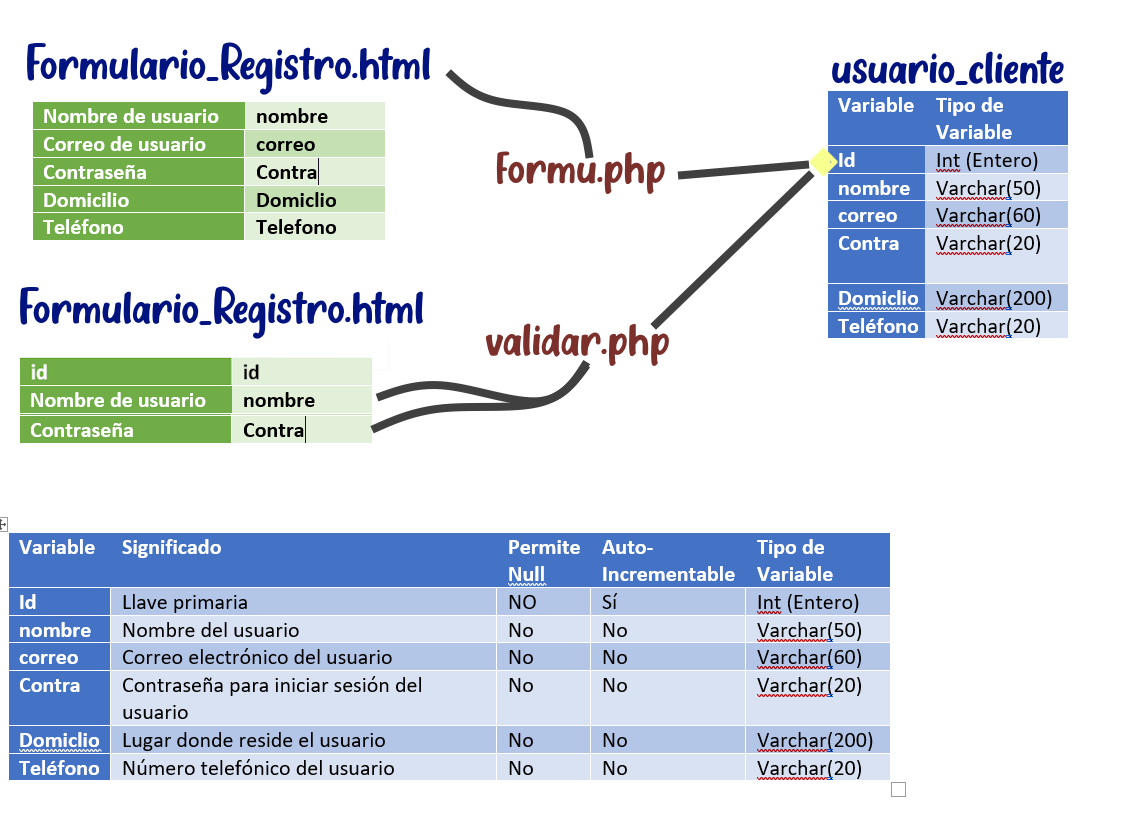 Formulario_Registro.html
Nombre de usuario nombre
Correo de usuario correo
Contraseña Contra
Domicilio Domiclio
Teléfono Telefono
Formu.php
usuario_cliente
Variable Tipo de
Variable
Id Int (Entero)
nombre Varchar(50)
correo Varchar(60)
Contra Varchar(20)
Domiclio Varchar(200)
Teléfono Varchar(20)
Formulario_Registro.html
id id
Nombre de usuario nombre
Contraseña Contra
validar.php
Variable Significado Permite Auto- Tipo de
Null Incrementable Variable
Id Llave primaria NO Sí Int (Entero)
nombre Nombre del usuario No No Varchar(50)
correo Correo electrónico del usuario No No Varchar(60)
Contra Contraseña para iniciar sesión del No No Varchar(20)
usuario
Domiclio Lugar donde reside el usuario No No Varchar(200)
Teléfono Número telefónico del usuario No No Varchar(20)